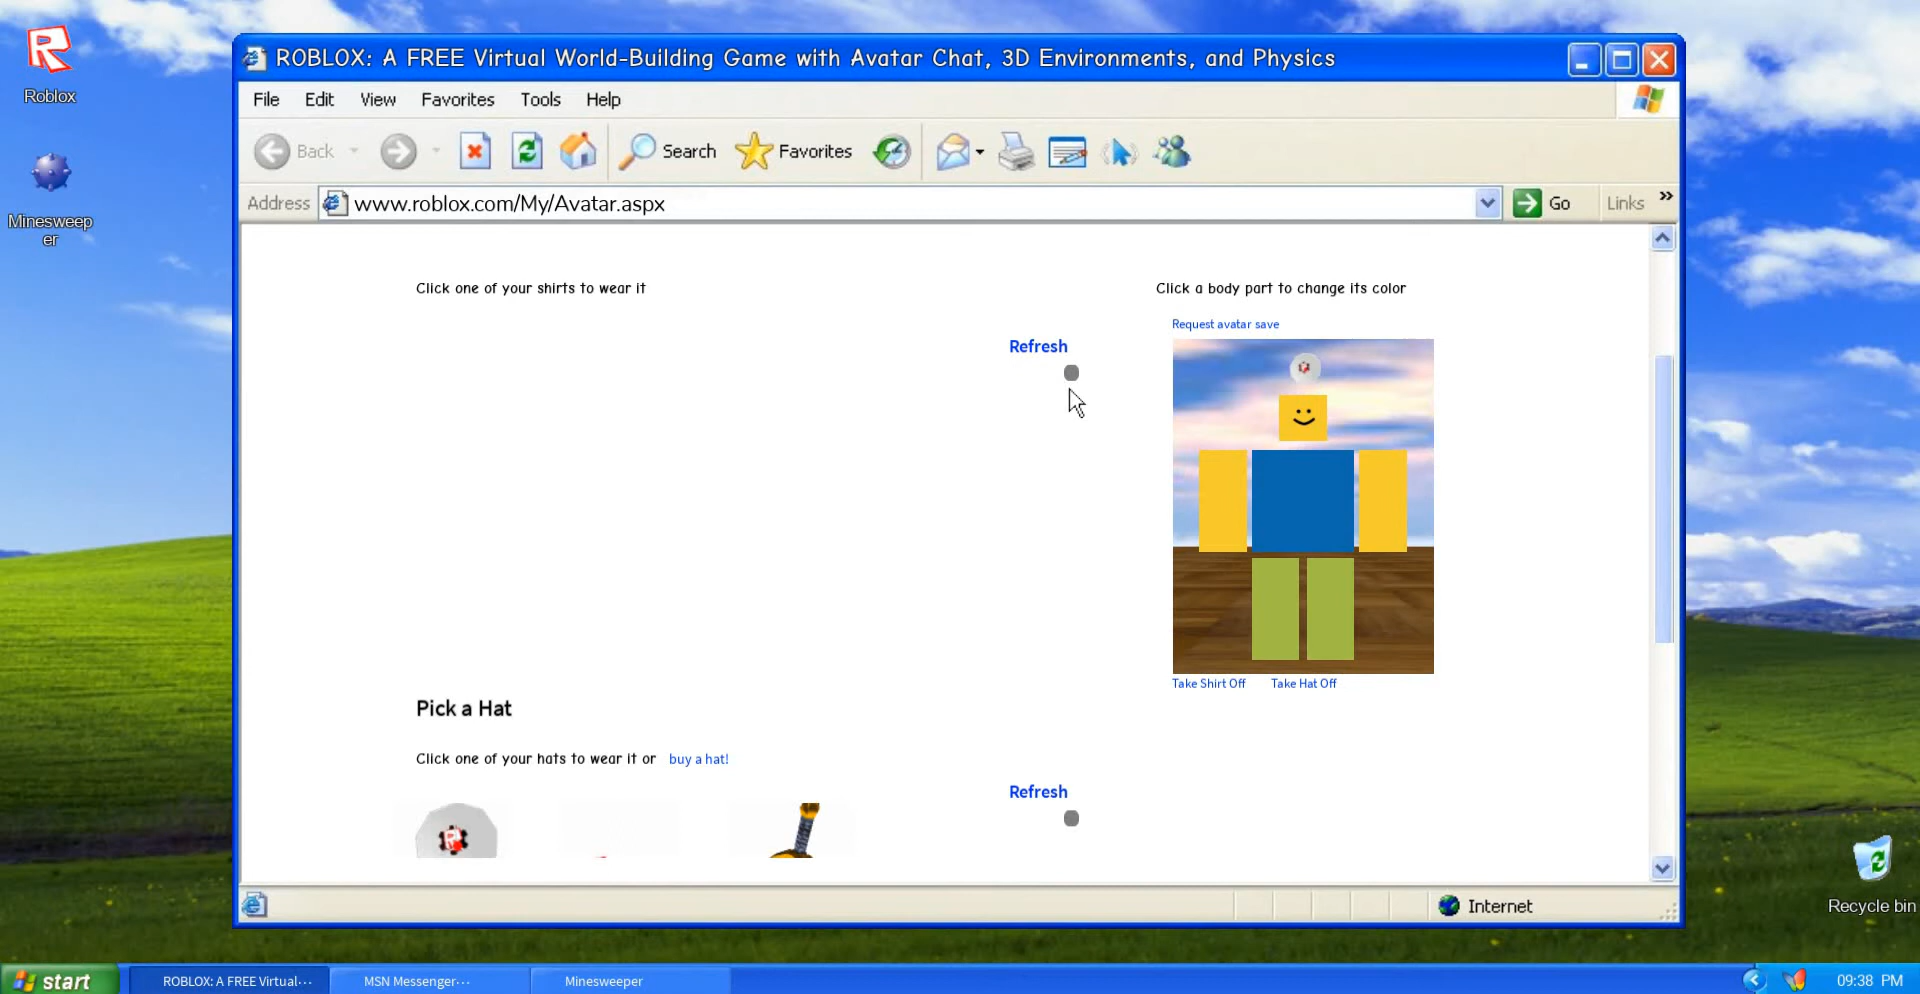 Roblox
Minesweep
er
ROBLOX: A FREE Virtual World-Building Game with Avatar Chat, 3D Environments, and Physics
File Edit View Favorites Tools Help
Back Search Favorites
Address www.roblox.com/My/Avatar.aspx Go Links »
Click one of your shirts to wear it
Refresh
Click a body part to change its color
Request avatar save
Take Shirt Off Take Hat Off
Pick a Hat
Click one of your hats to wear it or buy a hat!
Refresh
R
Internet
Recycle bin
start ROBLOX: A FREE Virtual··· MSN Messenger··· Minesweeper 09:38 PM